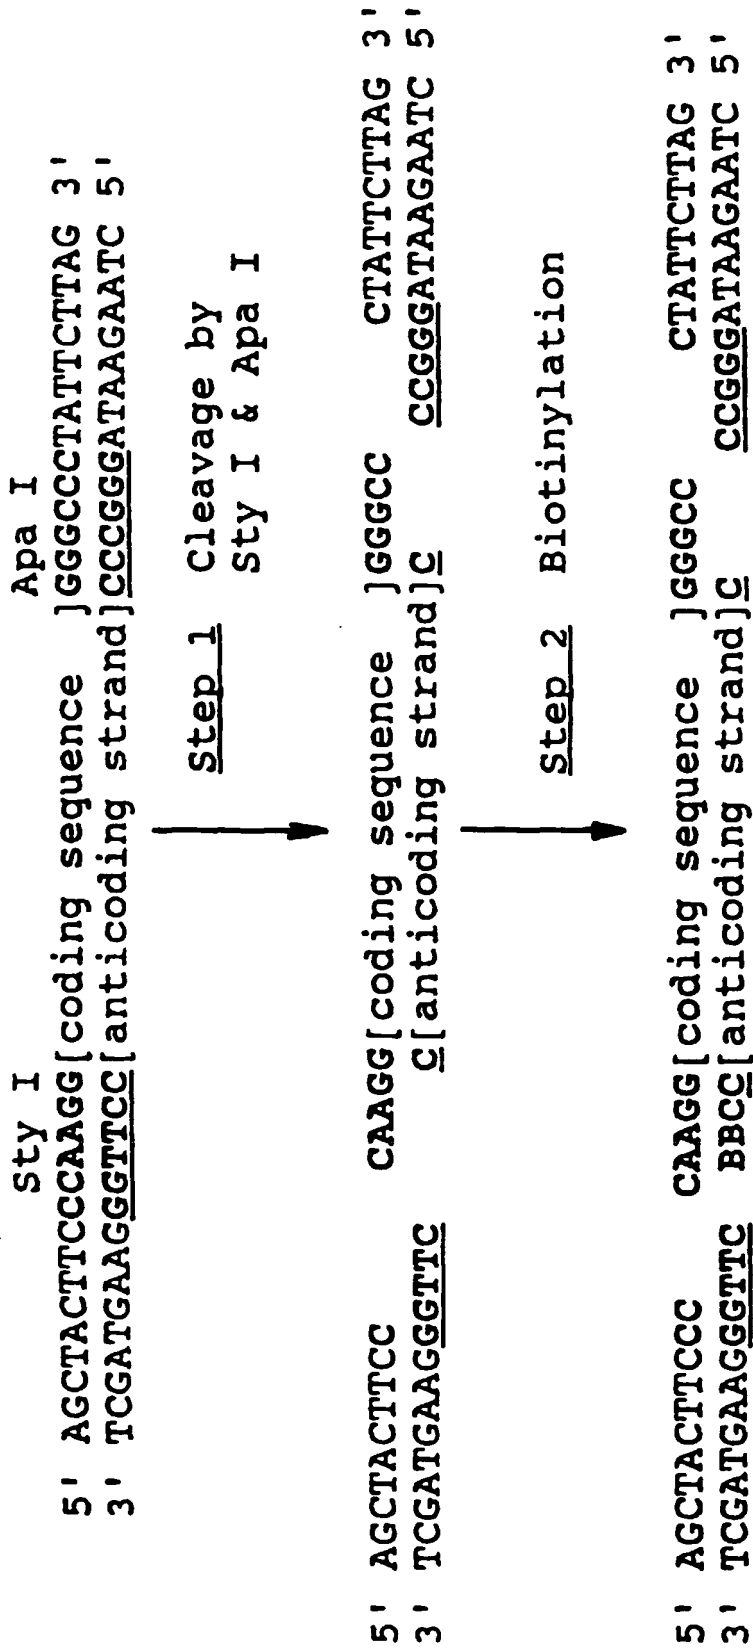 Sty I Apa I
5' AGCTACTTCCCAAGG[coding sequence ]GGGCCCTATTCTTAG 3'
3' TCGATGAAGGGTTCC[anticoding strand]CCCGGGATAAGAATC 5'
Step 1 Cleavage by
Sty I & Apa I
5' AGCTACTTCC CAAGG[coding sequence ]GGGCC CTATTCTTAG 3'
3' TCGATGAAGGGTTC C[anticoding strand]C CCGGGATAAGAATC 5'
Step 2 Biotinylation
5' AGCTACTTCCC CAAGG[coding sequence ]GGGCC CTATTCTTAG 3'
3' TCGATGAAGGGTTC BBCC[anticoding strand]C CCGGGATAAGAATC 5'